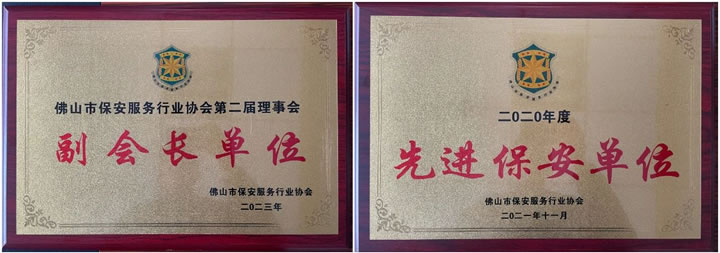 佛山市保安服务行业协会第二届理事会
副会长单位
佛山市保安服务行业协会
二〇二三年
二〇二〇年度
先进保安单位
佛山市保安服务行业协会
二〇二一年十一月